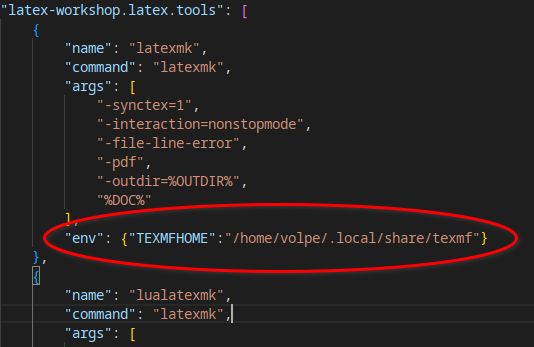 "latex-workshop.latex.tools": [
{
"name": "latexmk",
"command": "latexmk",
"args": [
"-synctex=1",
"-interaction=nonstopmode",
"-file-line-error",
"-pdf",
"-outdir=%OUTDIR%",
"%DOC%"
],
"env": {"TEXMFHOME":"/home/volpe/.local/share/texmf"}
},
{
"name": "lualatexmk",
"command": "latexmk",
"args": [